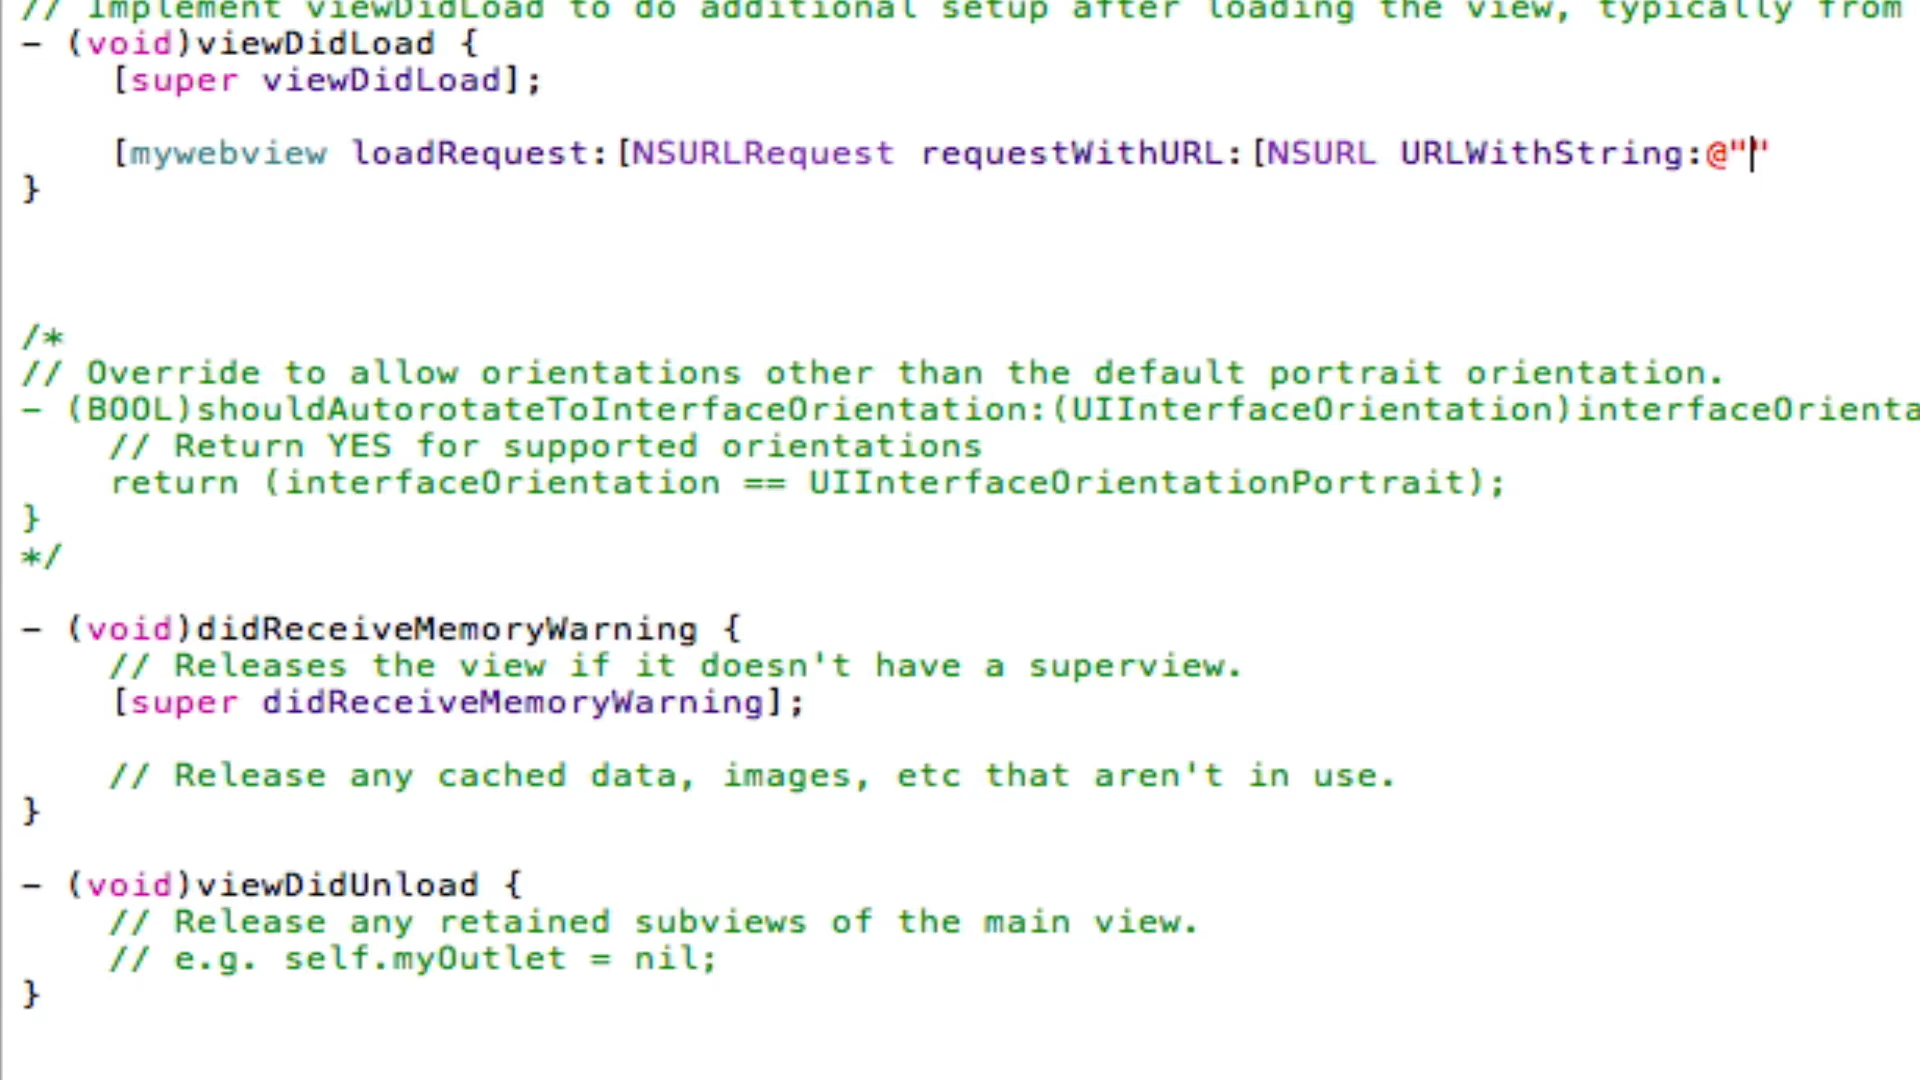 // Implement viewDidLoad to do additional setup after loading the view, typically from
- (void)viewDidLoad {
[super viewDidLoad];
[mywebview loadRequest:[NSURLRequest requestWithURL:[NSURL URLWithString:@""
}
/*
// Override to allow orientations other than the default portrait orientation.
- (BOOL)shouldAutorotateToInterfaceOrientation:(UIInterfaceOrientation)interfaceOrienta
// Return YES for supported orientations
return (interfaceOrientation == UIInterfaceOrientationPortrait);
}
*/
- (void)didReceiveMemoryWarning {
// Releases the view if it doesn't have a superview.
[super didReceiveMemoryWarning];
// Release any cached data, images, etc that aren't in use.
}
- (void)viewDidUnload {
// Release any retained subviews of the main view.
// e.g. self.myOutlet = nil;
}